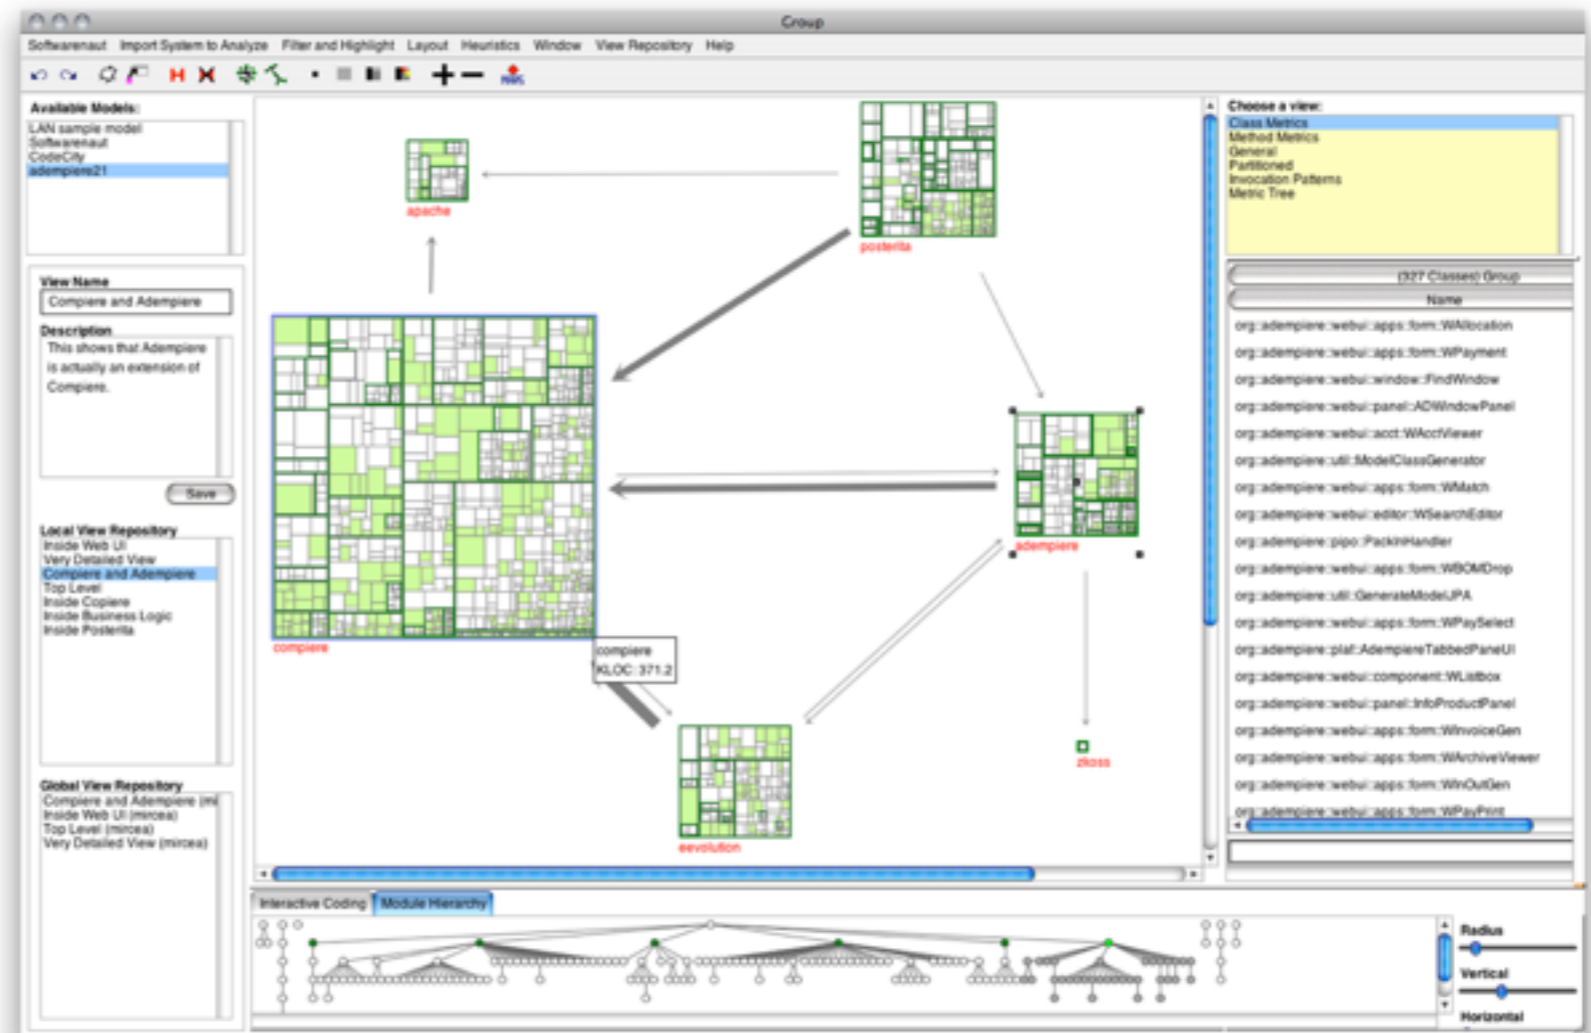 Group
Softwarenaut Import System to Analyze Filter and Highlight Layout Heuristics Window View Repository Help
Available Models:
LAN sample model
Softwarenaut
CodeCity
adempiere21
View Name
Compiere and Adempiere
Description
This shows that Adempiere
is actually an extension of
Compiere.
Save
Local View Repository
Inside Web UI
Very Detailed View
Compiere and Adempiere
Top Level
Inside Copiere
Inside Business Logic
Inside Posterita
Global View Repository
Compiere and Adempiere (mi
Inside Web UI (mircea)
Top Level (mircea)
Very Detailed View (mircea)
apache
posterita
compiere
compiere
KLOC: 371.2
adempiere
eevolution
zkoss
Choose a view:
Class Metrics
Method Metrics
General
Partitioned
Invocation Patterns
Metric Tree
(327 Classes) Group
Name
org::adempiere::webui::apps::form::WAllocation
org::adempiere::webui::apps::form::WPayment
org::adempiere::webui::window::FindWindow
org::adempiere::webui::panel::ADWindowPanel
org::adempiere::webui::acct::WAcctViewer
org::adempiere::util::ModelClassGenerator
org::adempiere::webui::apps::form::WMatch
org::adempiere::webui::editor::WSearchEditor
org::adempiere::pipo::PackInHandler
org::adempiere::webui::apps::form::WBOMDrop
org::adempiere::util::GenerateModelJPA
org::adempiere::webui::apps::form::WPaySelect
org::adempiere::plaf::AdempiereTabbedPaneUI
org::adempiere::webui::component::WListbox
org::adempiere::webui::panel::InfoProductPanel
org::adempiere::webui::apps::form::WInvoiceGen
org::adempiere::webui::apps::form::WArchiveViewer
org::adempiere::webui::apps::form::WInOutGen
org::adempiere::webui::apps::form::WPayPrint
Interactive Coding Module Hierarchy
Radius
Vertical
Horizontal